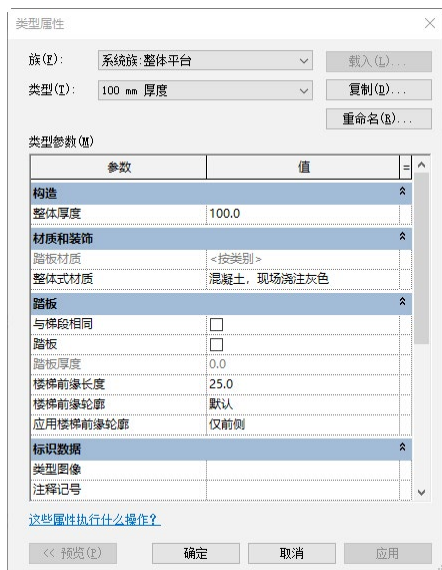 类型属性
族(F): 系统族:整体平台 载入(L)...
类型(T): 100 mm 厚度 复制(D)...
重命名(R)...
类型参数(M)
参数 值 =
构造
整体厚度 100.0
材质和装饰
踏板材质 <按类别>
整体式材质 混凝土，现场浇注灰色
踏板
与梯段相同
踏板
踏板厚度 0.0
楼梯前缘长度 25.0
楼梯前缘轮廓 默认
应用楼梯前缘轮廓 仅前侧
标识数据
类型图像
注释记号
这些属性执行什么操作?
<< 预览(P) 确定 取消 应用